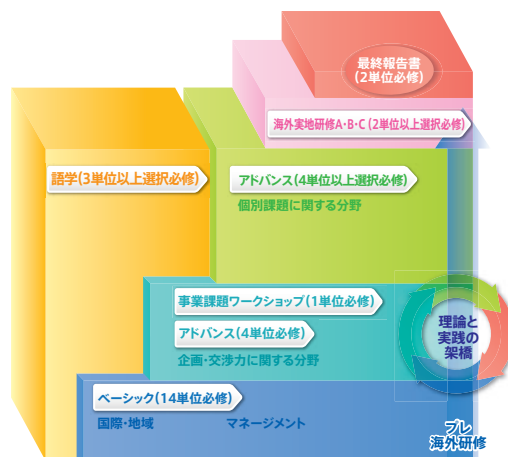 最終報告書
(2単位必修)
海外実地研修A・B・C(2単位以上選択必修)
語学(3単位以上選択必修)
アドバンス(4単位以上選択必修)
個別課題に関する分野
事業課題ワークショップ(1単位必修)
アドバンス(4単位必修)
企画・交渉力に関する分野
理論と
実践の
架橋
ベーシック(14単位必修)
国際・地域 マネージメント
プレ
海外研修